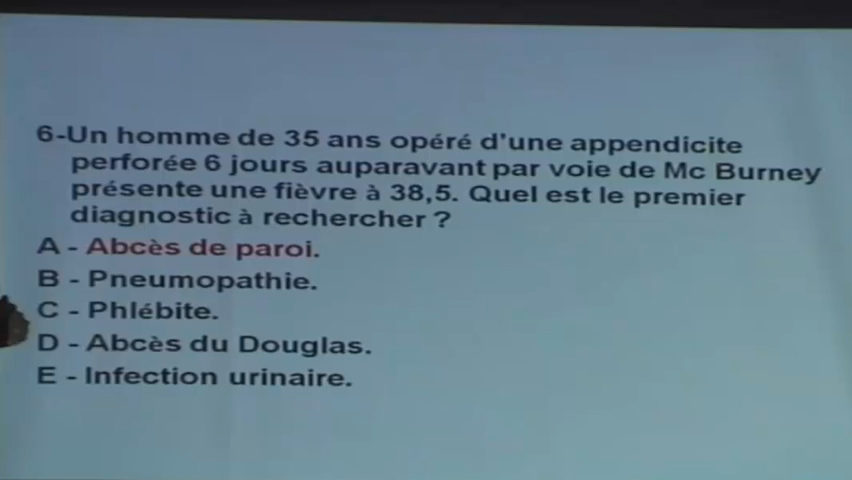 6-Un homme de 35 ans opéré d'une appendicite
perforée 6 jours auparavant par voie de Mc Burney
présente une fièvre à 38,5. Quel est le premier
diagnostic à rechercher ?
A - Abcès de paroi.
B - Pneumopathie.
C - Phlébite.
D - Abcès du Douglas.
E - Infection urinaire.